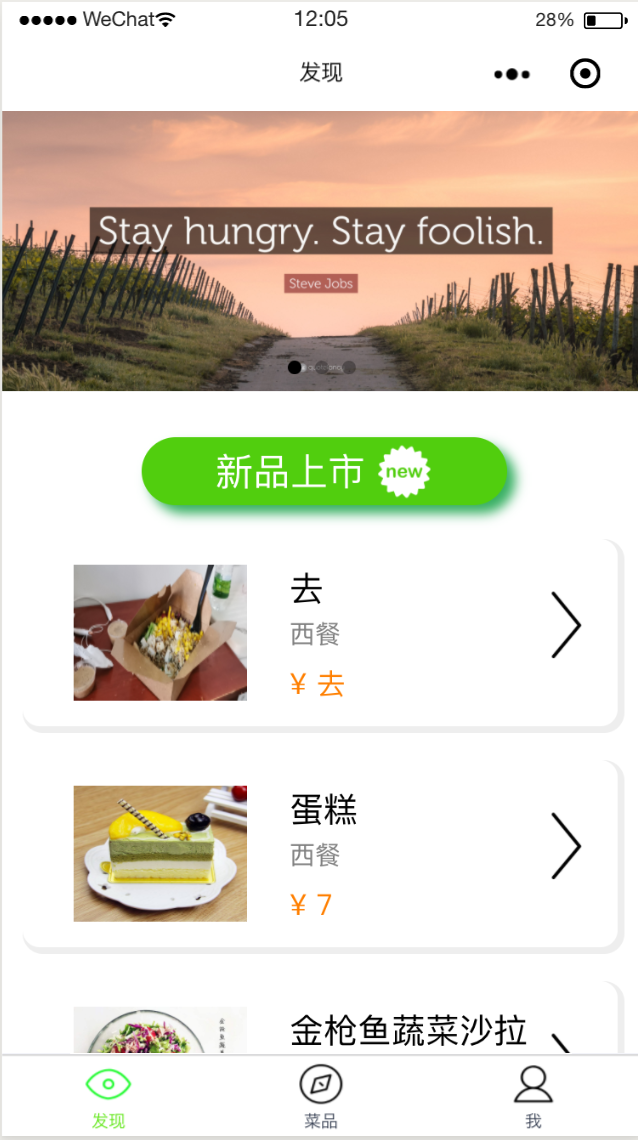 WeChat 12:05 28%
发现
Stay hungry. Stay foolish.
Steve Jobs
新品上市 new
去
西餐
¥ 去
蛋糕
西餐
¥ 7
金枪鱼蔬菜沙拉
发现 菜品 我